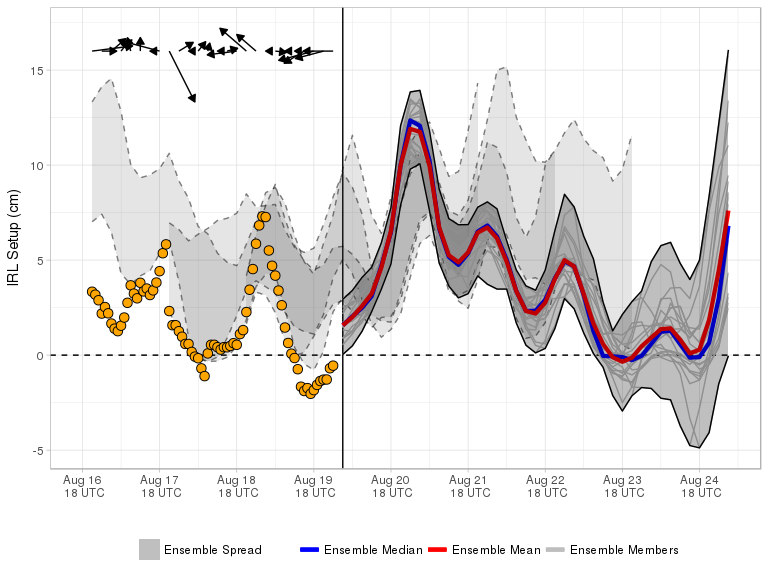 IRL Setup (cm)
15
10
5
0
-5
Aug 16
18 UTC
Aug 17
18 UTC
Aug 18
18 UTC
Aug 19
18 UTC
Aug 20
18 UTC
Aug 21
18 UTC
Aug 22
18 UTC
Aug 23
18 UTC
Aug 24
18 UTC
Ensemble Spread
Ensemble Median
Ensemble Mean
Ensemble Members